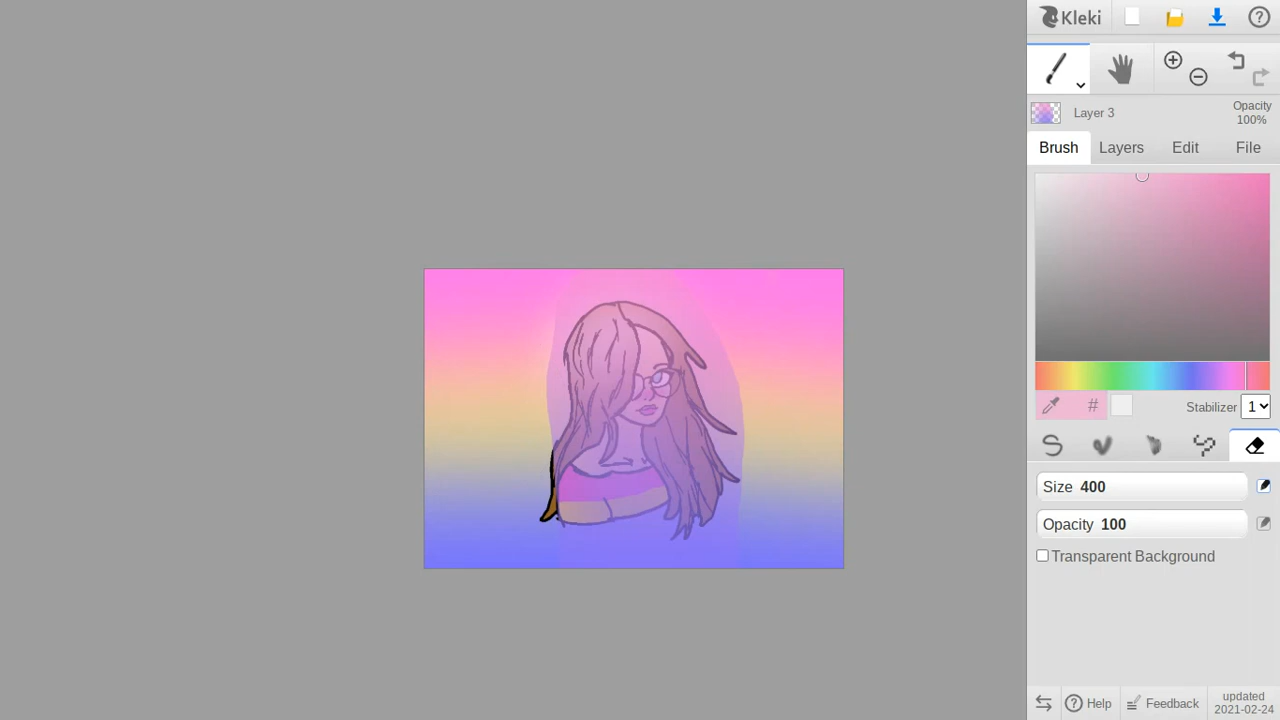 Kleki
Layer 3
Opacity
100%
Brush
Layers
Edit
File
#
Stabilizer 1
Size 400
Opacity 100
Transparent Background
Help
Feedback
updated
2021-02-24